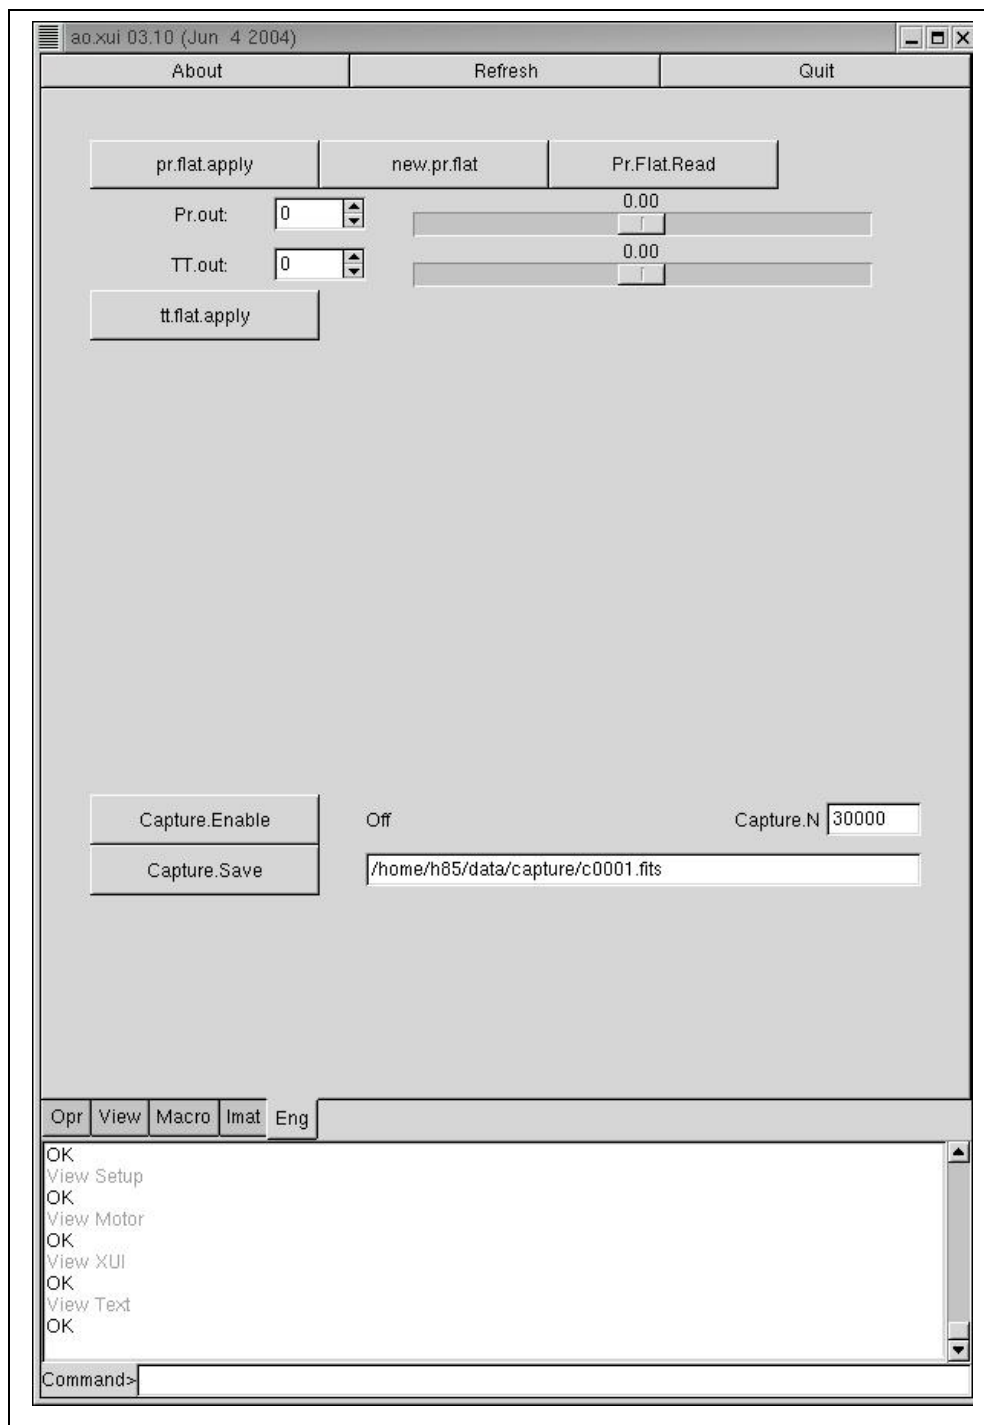 ao.xui 03.10 (Jun  4 2004)
About Refresh Quit
pr.flat.apply new.pr.flat Pr.Flat.Read
0.00
Pr.out: 0
0.00
TT.out: 0
tt.flat.apply
Capture.Enable Off Capture.N 30000
Capture.Save /home/h85/data/capture/c0001.fits
Opr View Macro Imat Eng
OK
View Setup
OK
View Motor
OK
View XUI
OK
View Text
OK
Command>